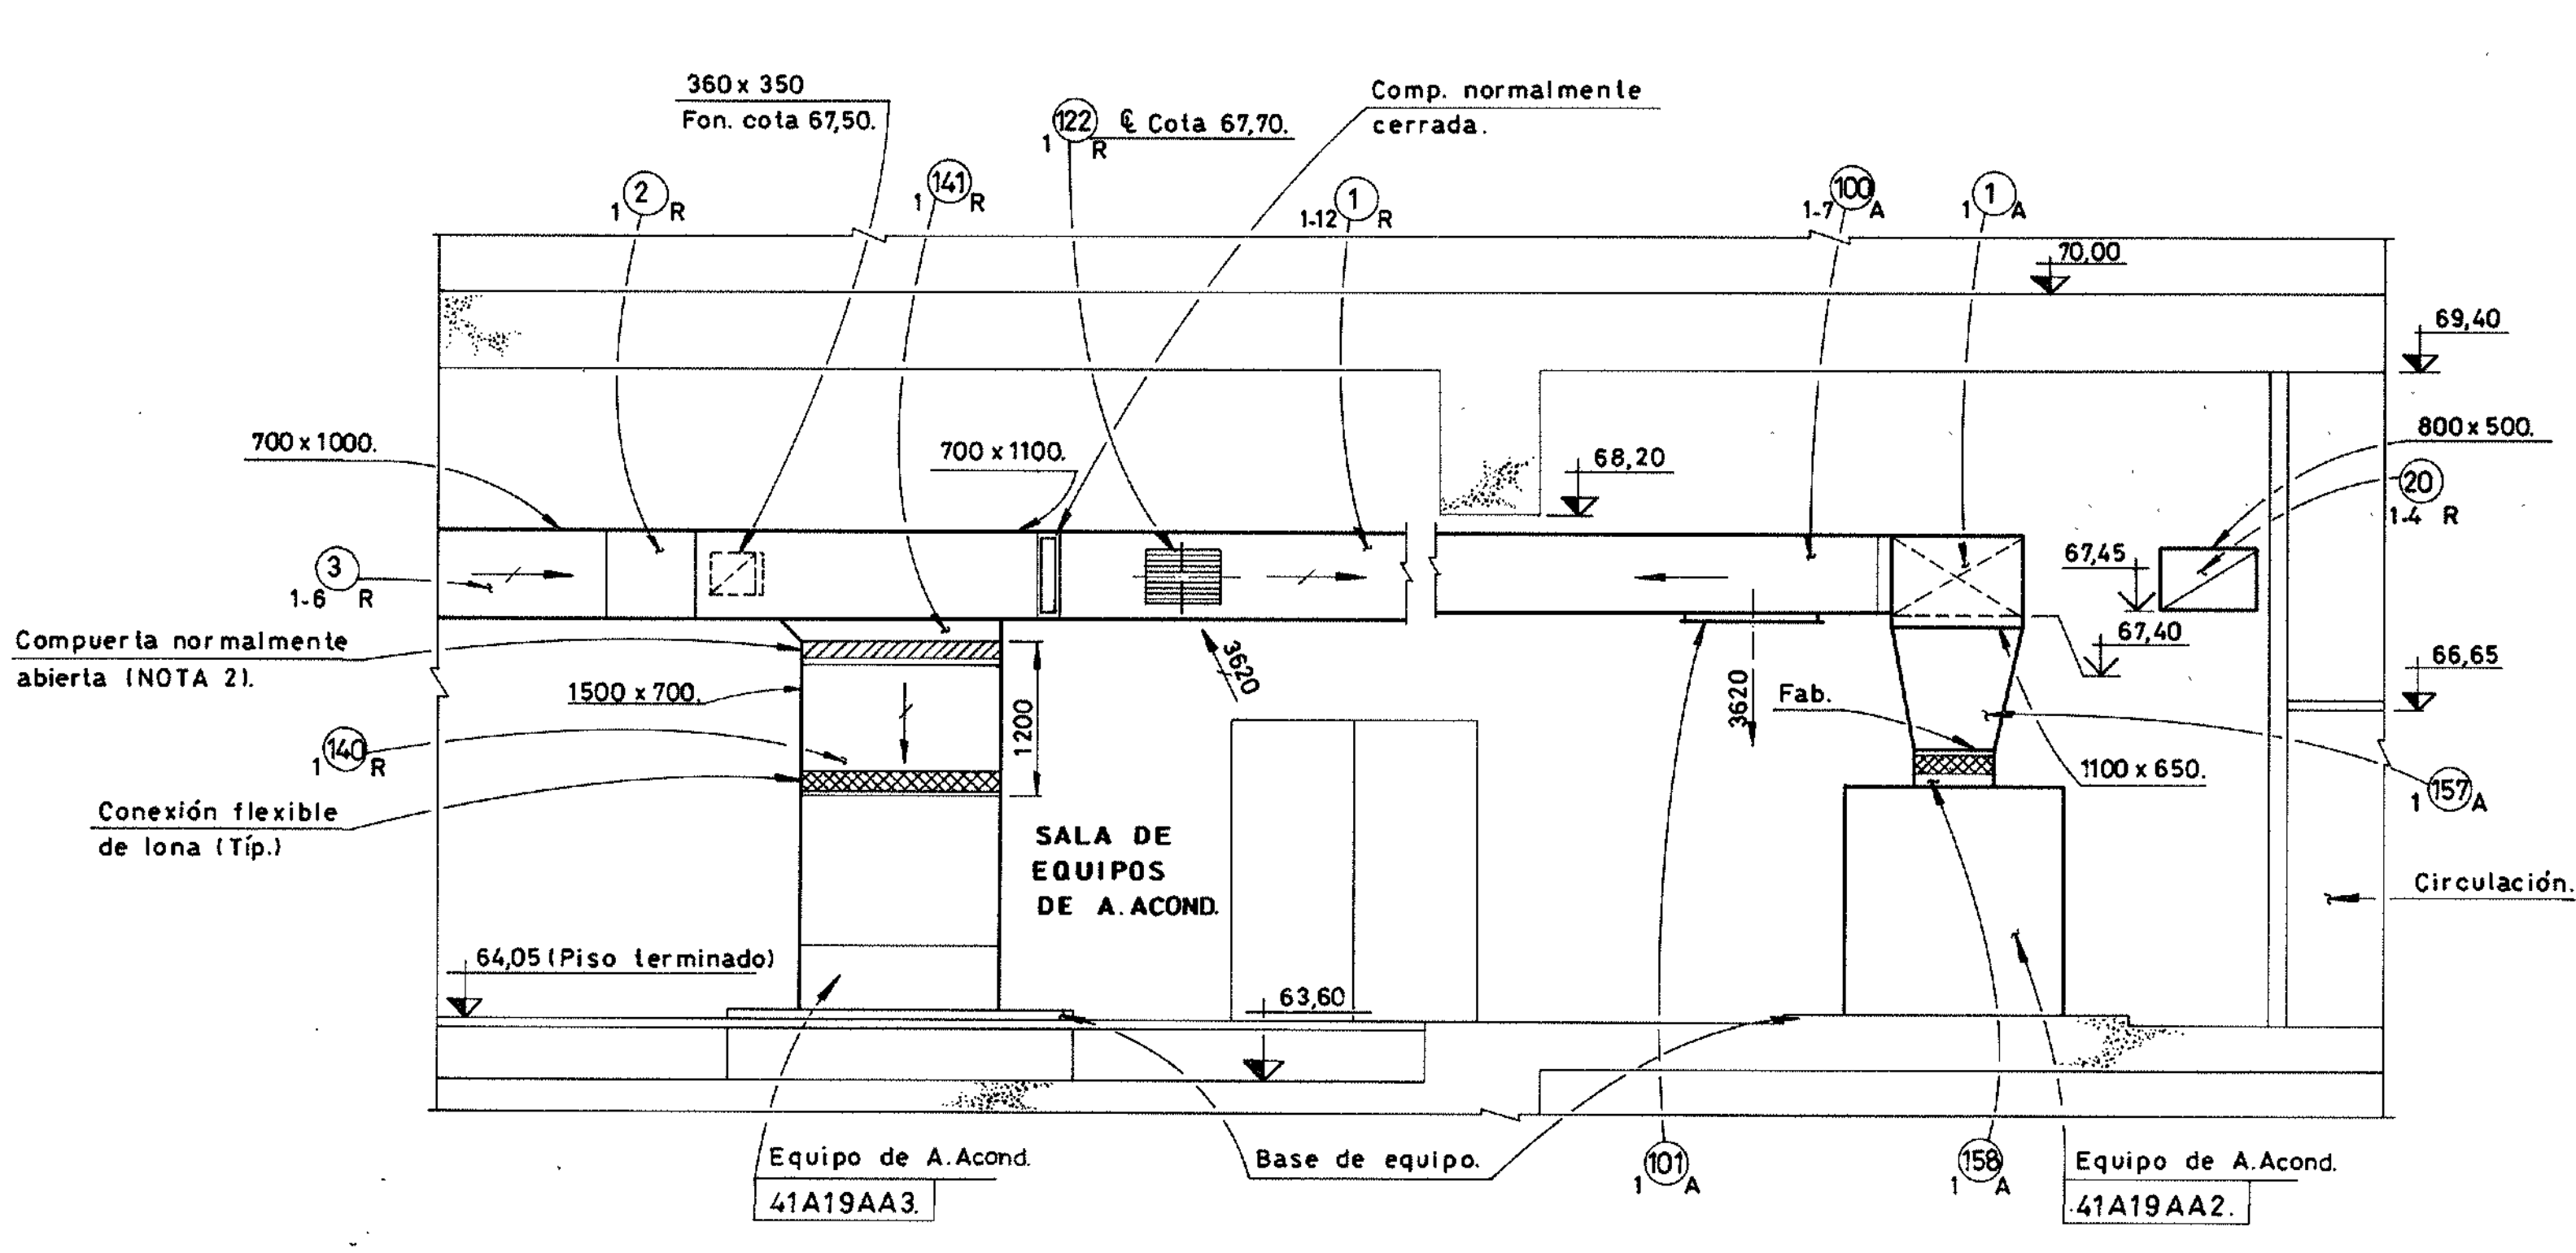 360 x 350
Fon. cota 67,50.
122
1 R
℄ Cota 67,70.
Comp. normalmente
cerrada.
2
1 R
141
1 R
1
1-12 R
100
1-7 A
1
1 A
70,00
69,40
700 x 1000.
700 x 1100.
68,20
800 x 500.
20
1-4 R
3
1-6 R
67,45
67,40
66,65
Compuerta normalmente
abierta (NOTA 2).
1500 x 700.
1200
3620
3620
Fab.
140
1 R
1100 x 650.
157
1 A
Conexión flexible
de lona (Típ.)
SALA DE
EQUIPOS
DE A. ACOND.
Circulación.
64,05 (Piso terminado)
63,60
Equipo de A.Acond.
41A19AA3.
Base de equipo.
101
1 A
158
1 A
Equipo de A.Acond.
41A19AA2.